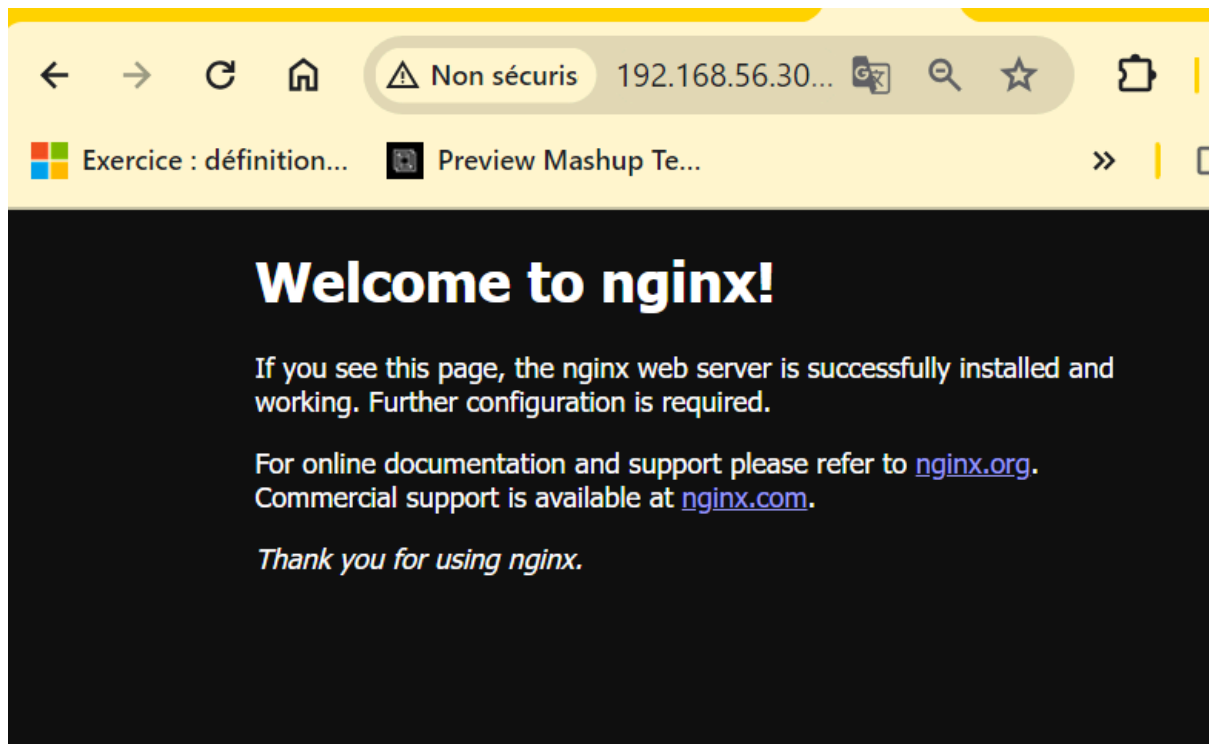 Non sécuris 192.168.56.30...
Exercice : définition... Preview Mashup Te... »
Welcome to nginx!
If you see this page, the nginx web server is successfully installed and
working. Further configuration is required.
For online documentation and support please refer to nginx.org.
Commercial support is available at nginx.com.
Thank you for using nginx.